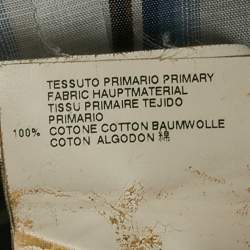 TESSUTO PRIMARIO PRIMARY
FABRIC HAUPTMATERIAL
TISSU PRIMAIRE TEJIDO
PRIMARIO
100% COTONE COTTON BAUMWOLLE
COTON ALGODON 綿